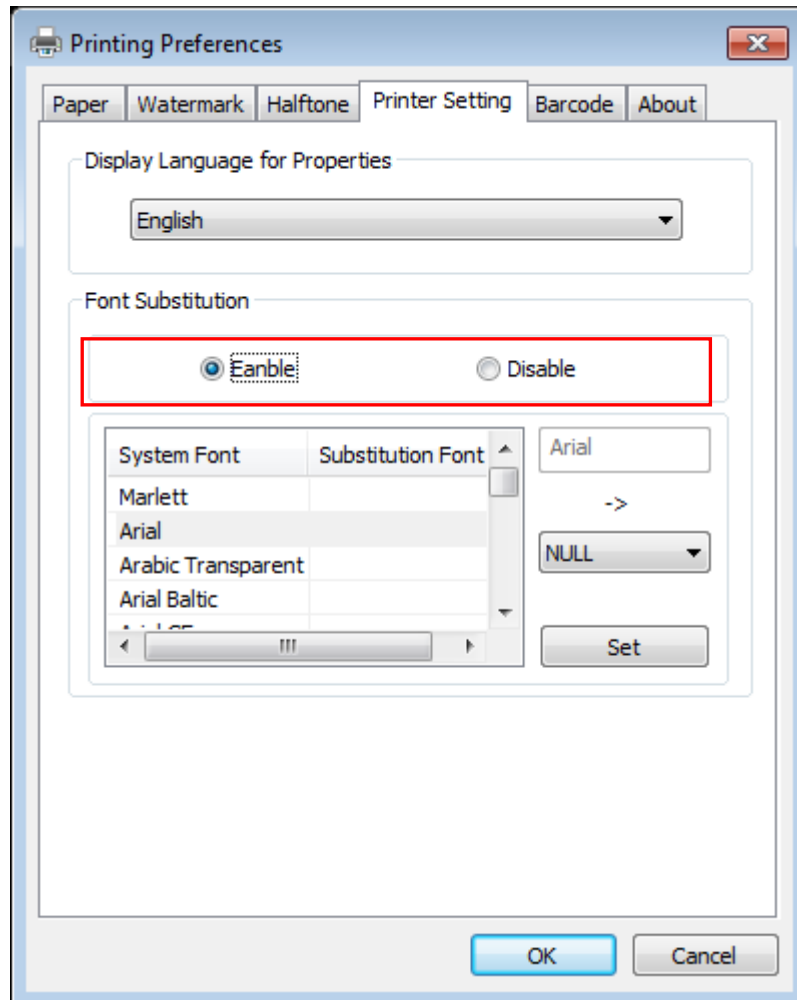 Printing Preferences
Paper Watermark Halftone Printer Setting Barcode About
Display Language for Properties
English
Font Substitution
Eanble Disable
System Font Substitution Font
Arial
Marlett
->
Arial
NULL
Arabic Transparent
Arial Baltic
Set
OK Cancel